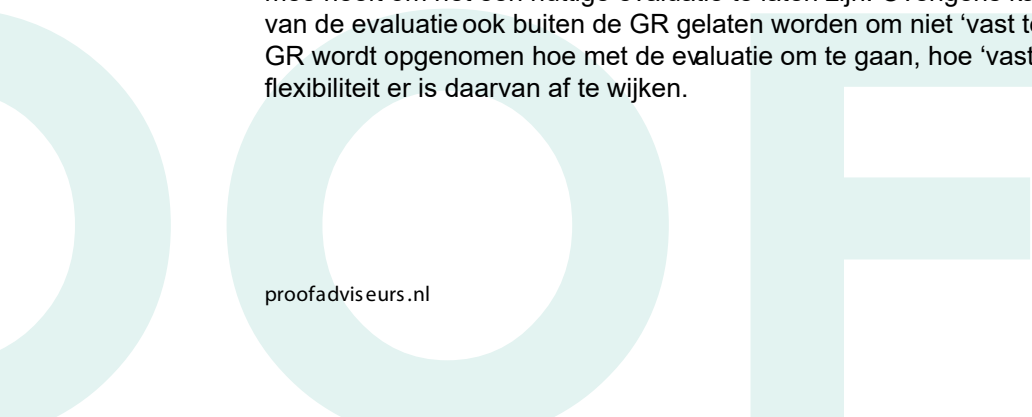 van de evaluatie ook buiten de GR gelaten worden om niet ‘vast
GR wordt opgenomen hoe met de evaluatie om te gaan, hoe ‘vast
flexibiliteit er is daarvan af te wijken.
proofadviseurs.nl
OOF